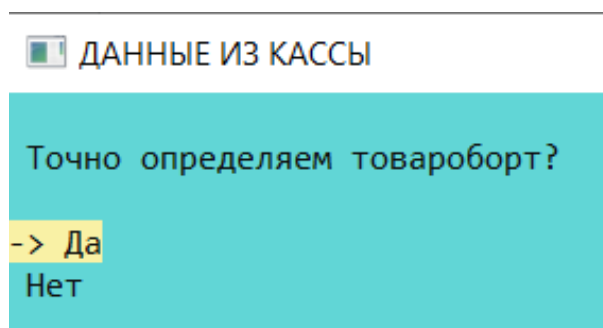 ДАННЫЕ ИЗ КАССЫ
Точно определяем товароборт?
-> Да
Нет